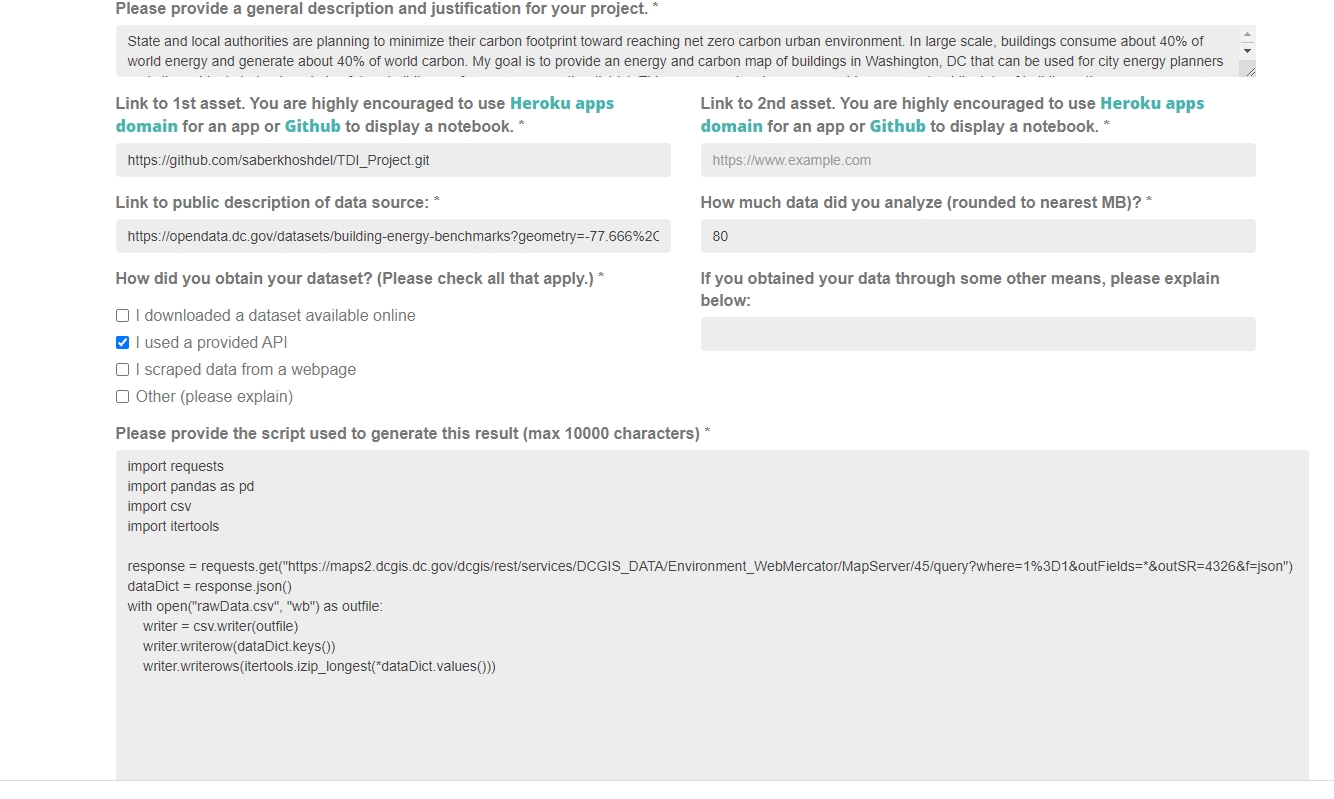 Please provide a general description and justification for your project. *
State and local authorities are planning to minimize their carbon footprint toward reaching net zero carbon urban environment. In large scale, buildings consume about 40% of
world energy and generate about 40% of world carbon. My goal is to provide an energy and carbon map of buildings in Washington, DC that can be used for city energy planners
Link to 1st asset. You are highly encouraged to use Heroku apps
domain for an app or Github to display a notebook. *
https://github.com/saberkhoshdel/TDI_Project.git
Link to 2nd asset. You are highly encouraged to use Heroku apps
domain for an app or Github to display a notebook. *
https://www.example.com
Link to public description of data source: *
https://opendata.dc.gov/datasets/building-energy-benchmarks?geometry=-77.666%2C
How much data did you analyze (rounded to nearest MB)? *
80
How did you obtain your dataset? (Please check all that apply.) *
I downloaded a dataset available online
I used a provided API
I scraped data from a webpage
Other (please explain)
If you obtained your data through some other means, please explain
below:
Please provide the script used to generate this result (max 10000 characters) *
import requests
import pandas as pd
import csv
import itertools
response = requests.get("https://maps2.dcgis.dc.gov/dcgis/rest/services/DCGIS_DATA/Environment_WebMercator/MapServer/45/query?where=1%3D1&outFields=*&outSR=4326&f=json")
dataDict = response.json()
with open("rawData.csv", "wb") as outfile:
writer = csv.writer(outfile)
writer.writerow(dataDict.keys())
writer.writerows(itertools.izip_longest(*dataDict.values()))